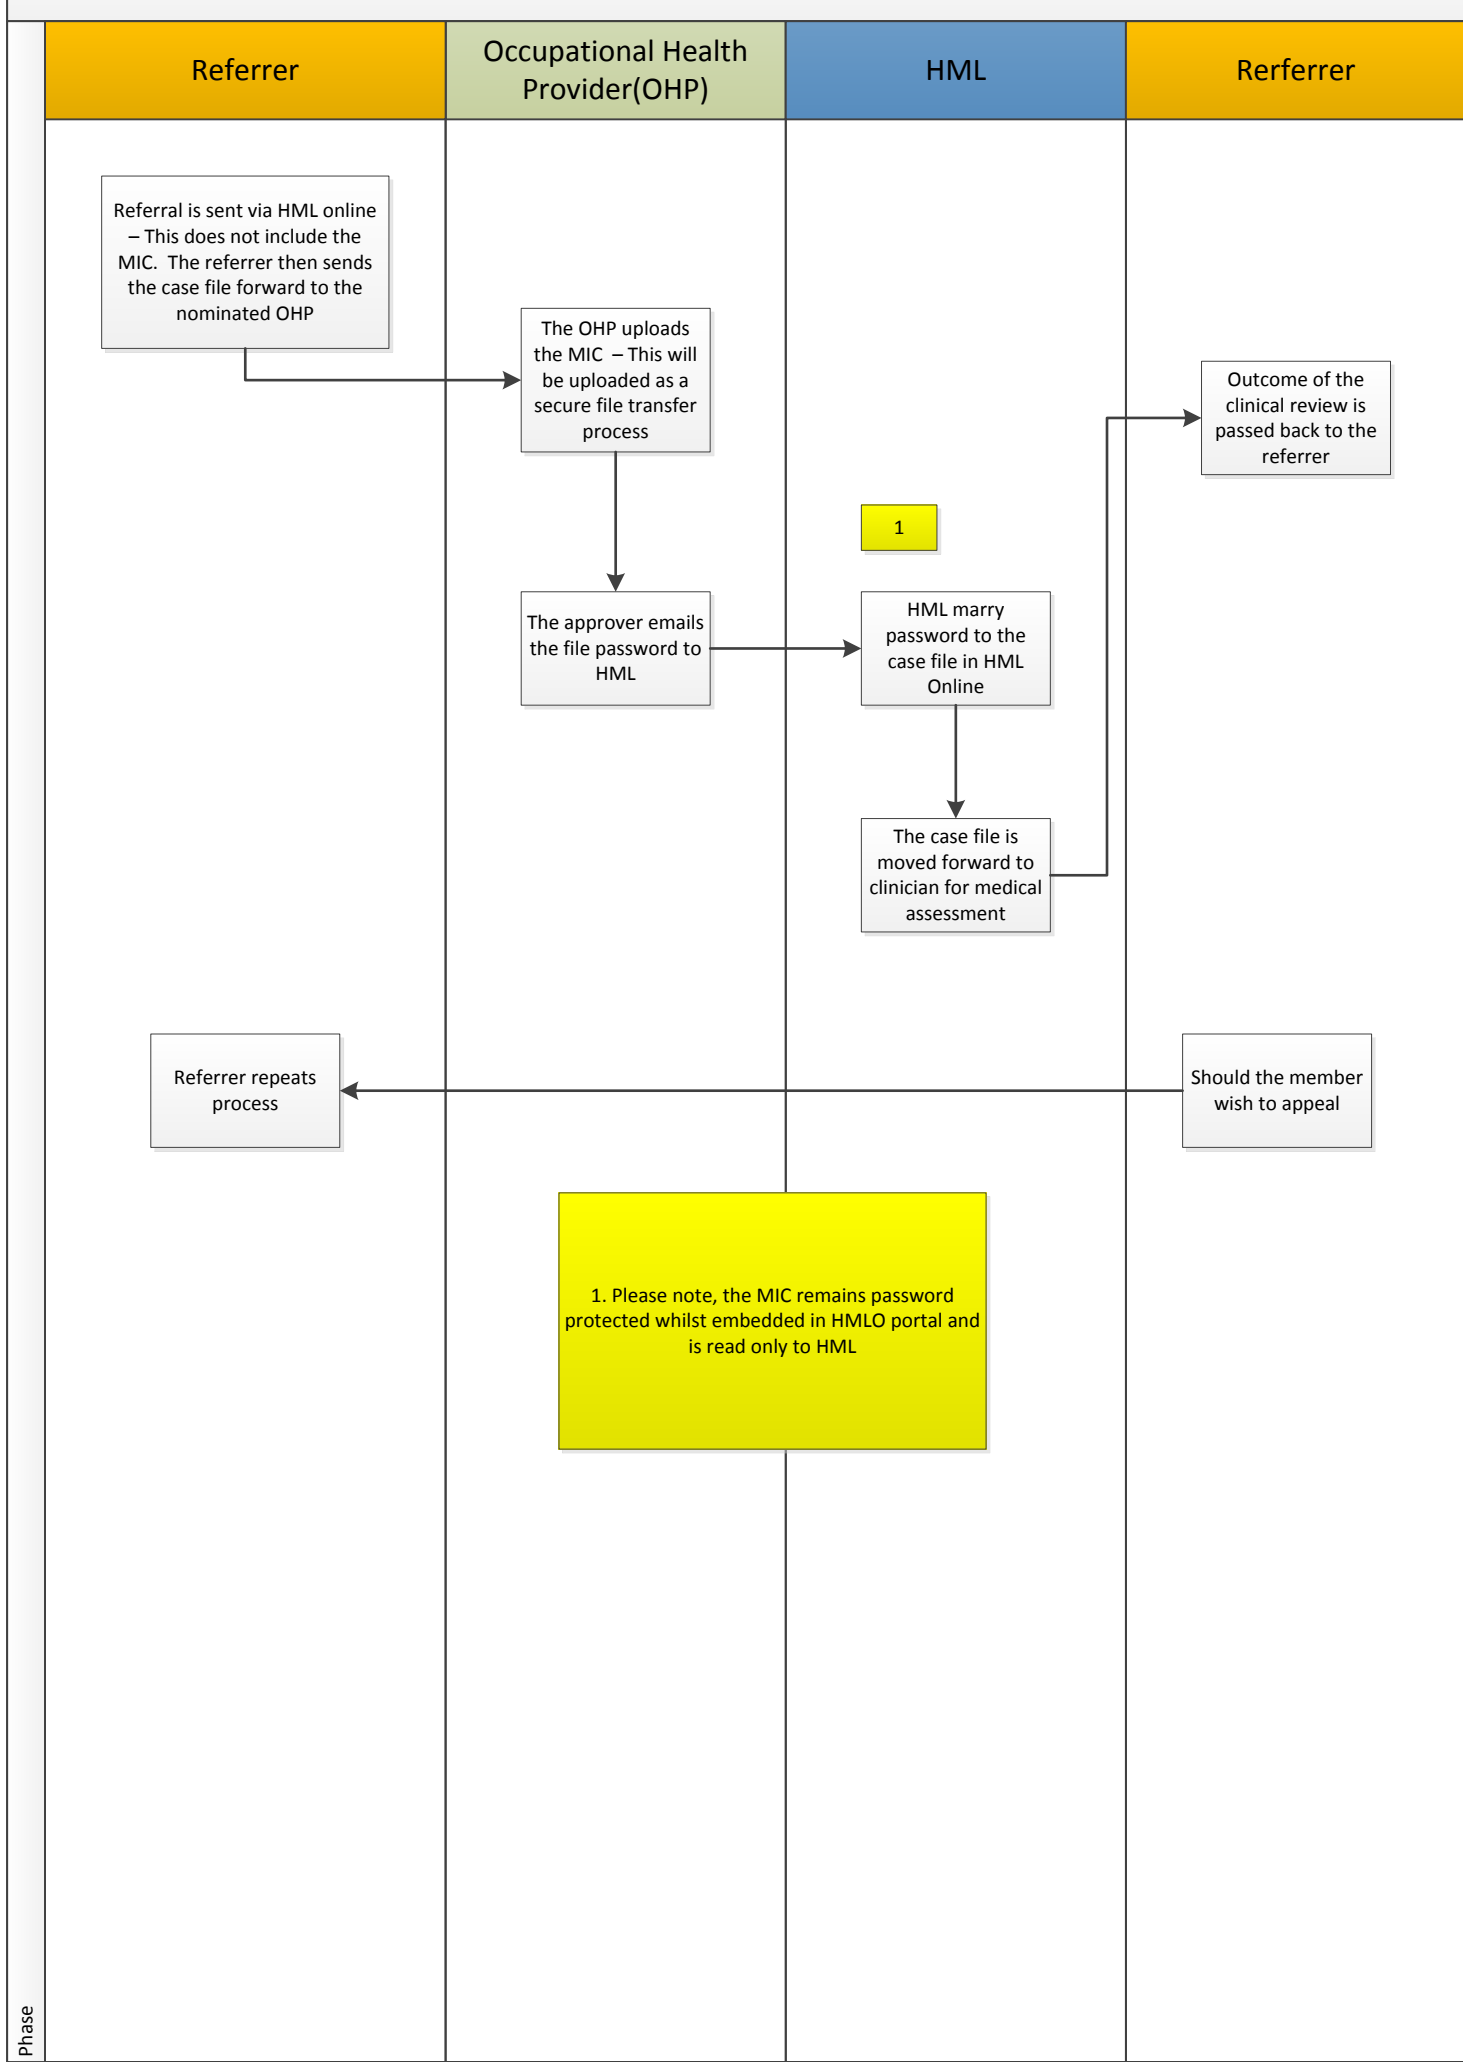 Referrer
Occupational Health
Provider(OHP)
HML
Rerferrer
Referral is sent via HML online
– This does not include the
MIC.  The referrer then sends
the case file forward to the
nominated OHP
The OHP uploads
the MIC  – This will
be uploaded as a
secure file transfer
process
Outcome of the
clinical review is
passed back to the
referrer
1
The approver emails
the file password to
HML
HML marry
password to the
case file in HML
Online
The case file is
moved forward to
clinician for medical
assessment
Referrer repeats
process
Should the member
wish to appeal
1. Please note, the MIC remains password
protected whilst embedded in HMLO portal and
is read only to HML
Phase